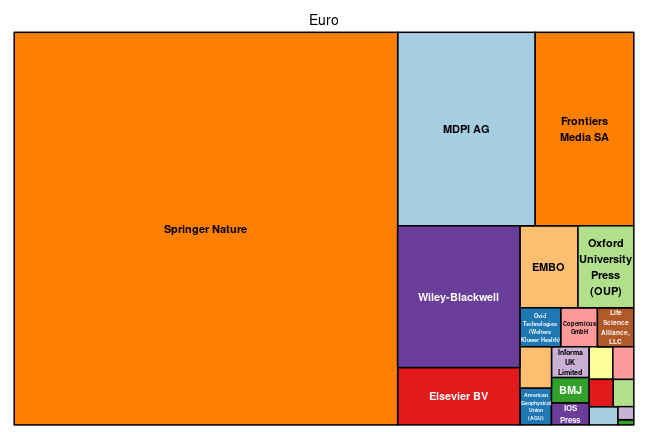 Euro
Springer Nature
MDPI AG
Frontiers
Media SA
Wiley-Blackwell
Elsevier BV
EMBO
Oxford
University
Press
(OUP)
Ovid
Technologies
(Wolters
Kluwer Health)
Copernicus
GmbH
Life
Science
Alliance,
LLC
Informa
UK
Limited
BMJ
American
Geophysical
Union
(AGU)
IOS
Press